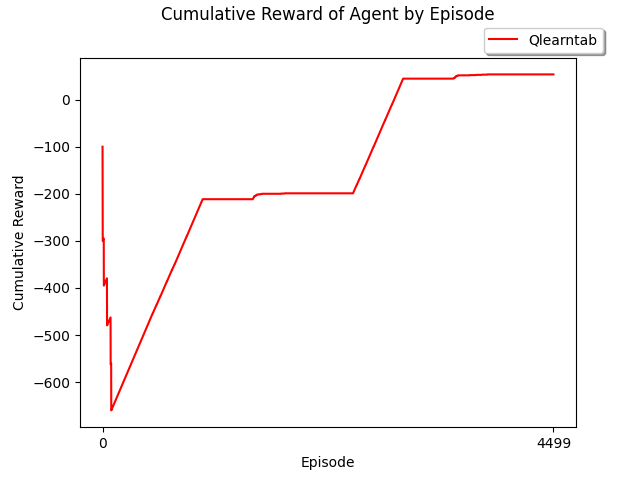 Cumulative Reward of Agent by Episode
Qlearntab
0
−100
−200
−300
−400
−500
−600
Cumulative Reward
0
4499
Episode